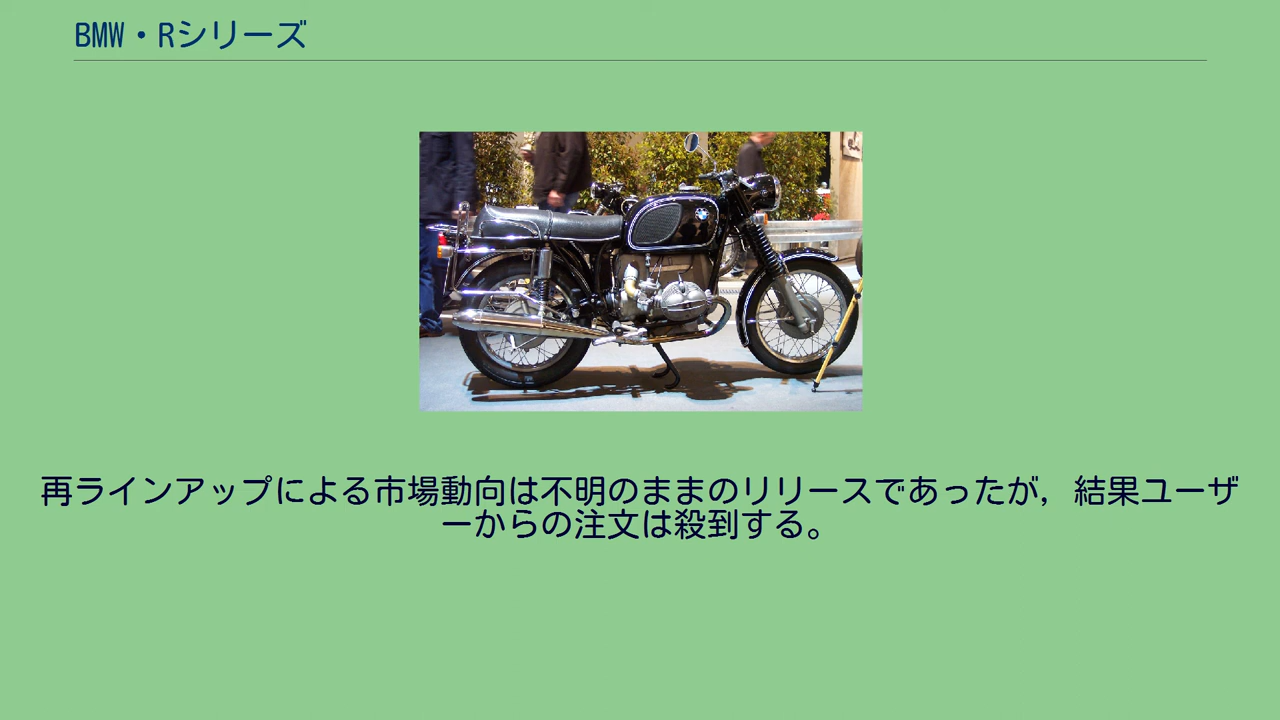 BMW・Rシリーズ
再ラインアップによる市場動向は不明のままのリリースであったが，結果ユーザ
ーからの注文は殺到する。